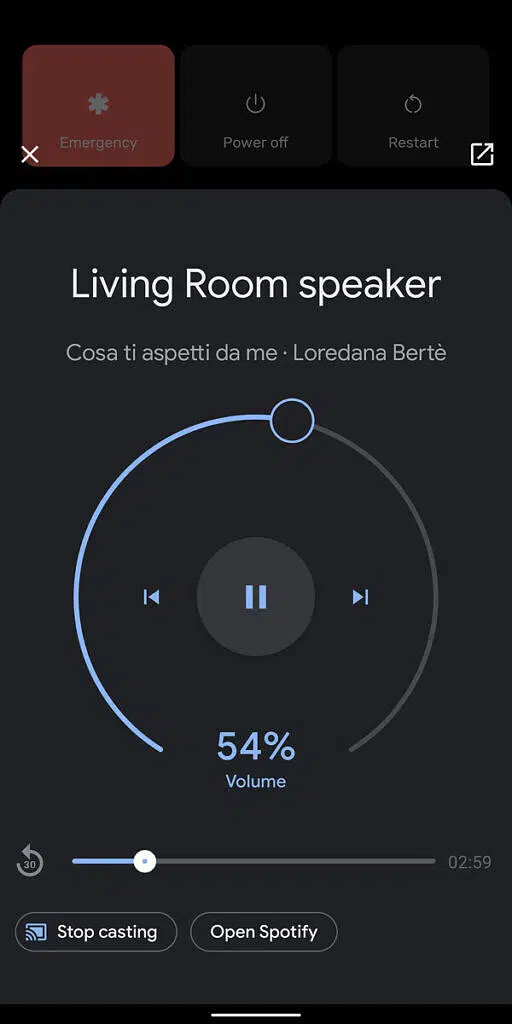 Emergency
Power off
Restart
Living Room speaker
Cosa ti aspetti da me · Loredana Bertè
54%
Volume
30
02:59
Stop casting
Open Spotify